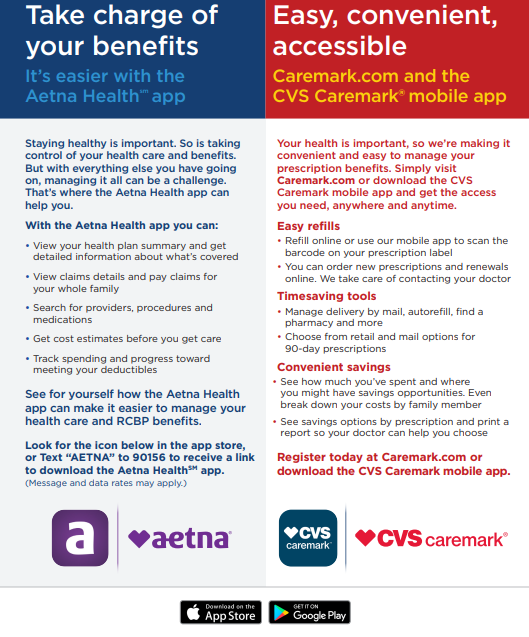 Take charge of
your benefits
It's easier with the
Aetna Health℠ app
Staying healthy is important. So is taking
control of your health care and benefits.
But with everything else you have going
on, managing it all can be a challenge.
That's where the Aetna Health app can
help you.
With the Aetna Health app you can:
• View your health plan summary and get
detailed information about what's covered
• View claims details and pay claims for
your whole family
• Search for providers, procedures and
medications
• Get cost estimates before you get care
• Track spending and progress toward
meeting your deductibles
See for yourself how the Aetna Health
app can make it easier to manage your
health care and RCBP benefits.
Look for the icon below in the app store,
or Text “AETNA” to 90156 to receive a link
to download the Aetna Health℠ app.
(Message and data rates may apply.)
a
aetna®
Easy, convenient,
accessible
Caremark.com and the
CVS Caremark® mobile app
Your health is important, so we're making it
convenient and easy to manage your
prescription benefits. Simply visit
Caremark.com or download the CVS
Caremark mobile app and get the access
you need, anywhere and anytime.
Easy refills
• Refill online or use our mobile app to scan the
barcode on your prescription label
• You can order new prescriptions and renewals
online. We take care of contacting your doctor
Timesaving tools
• Manage delivery by mail, autorefill, find a
pharmacy and more
• Choose from retail and mail options for
90-day prescriptions
Convenient savings
• See how much you've spent and where
you might have savings opportunities. Even
break down your costs by family member
• See savings options by prescription and print a
report so your doctor can help you choose
Register today at Caremark.com or
download the CVS Caremark mobile app.
CVS
caremark
CVS caremark®
Download on the
App Store
GET IT ON
Google Play